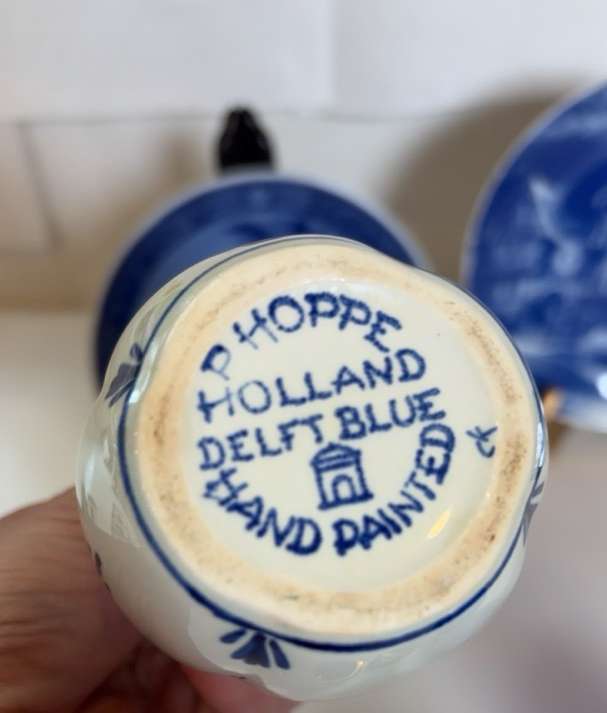 P HOPPE
HOLLAND
DELFT BLUE
HAND PAINTED